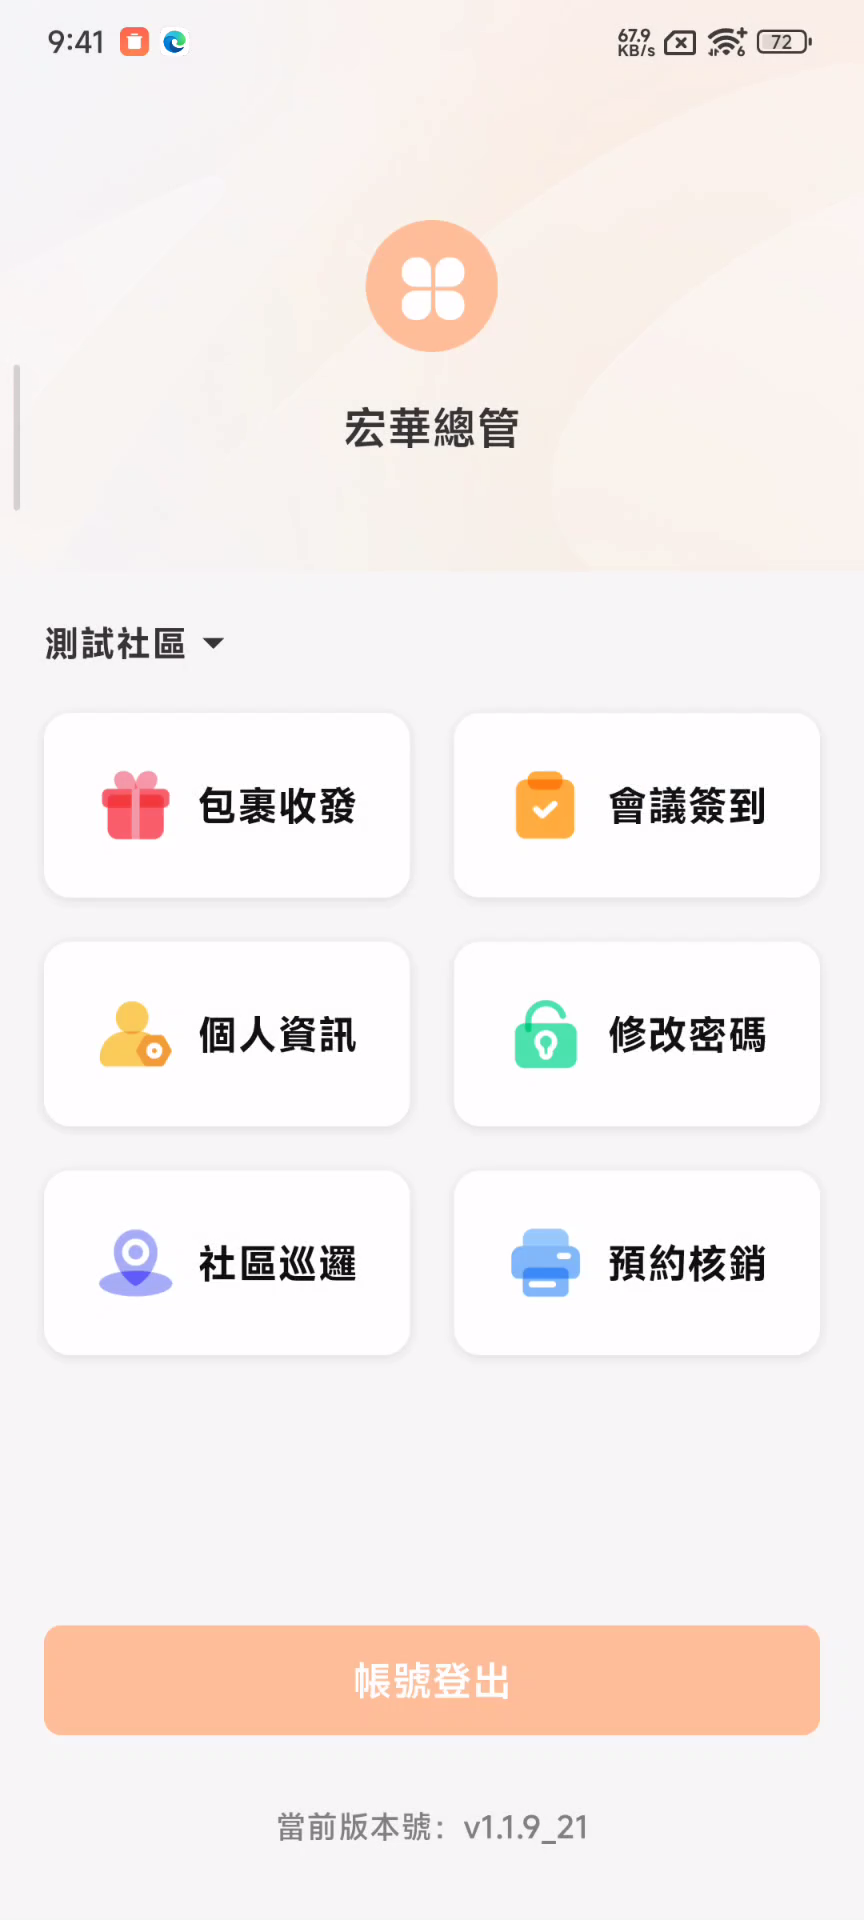 9:41
67.9
KB/s
6
72
宏華總管
測試社區
包裹收發
會議簽到
個人資訊
修改密碼
社區巡邏
預約核銷
帳號登出
當前版本號：v1.1.9_21